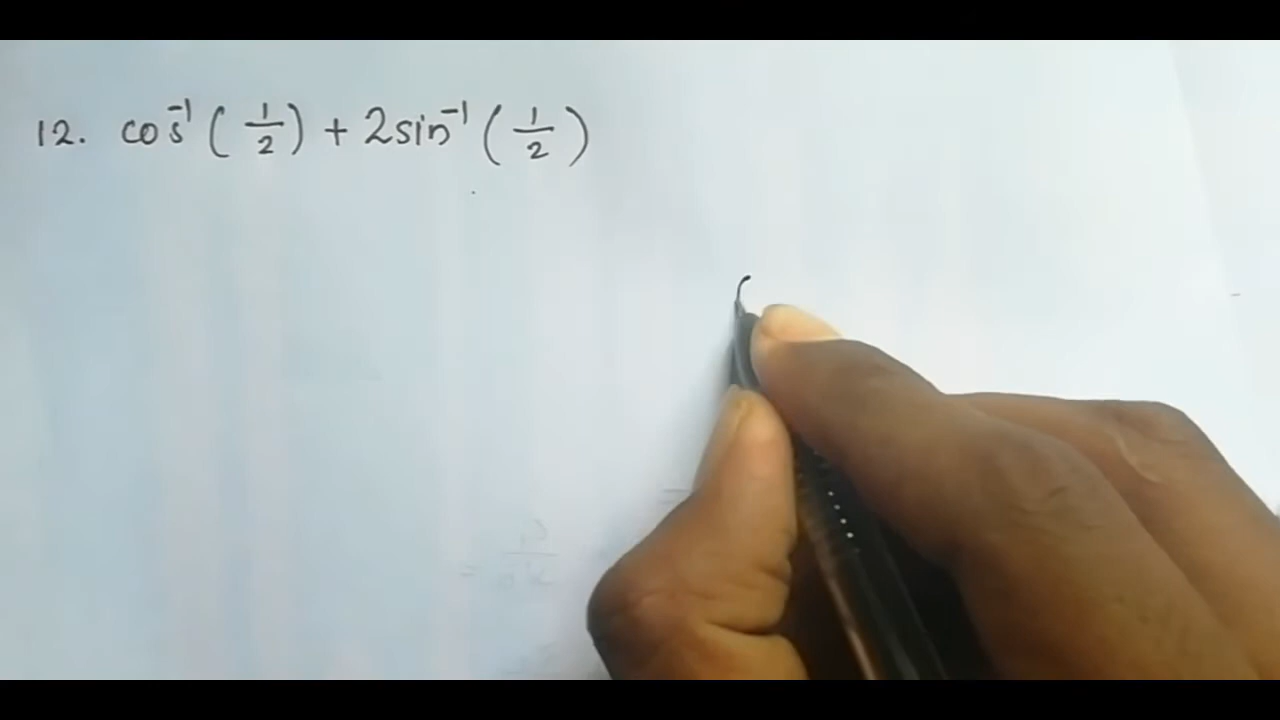 12. cos⁻¹(1/2) + 2sin⁻¹(1/2)